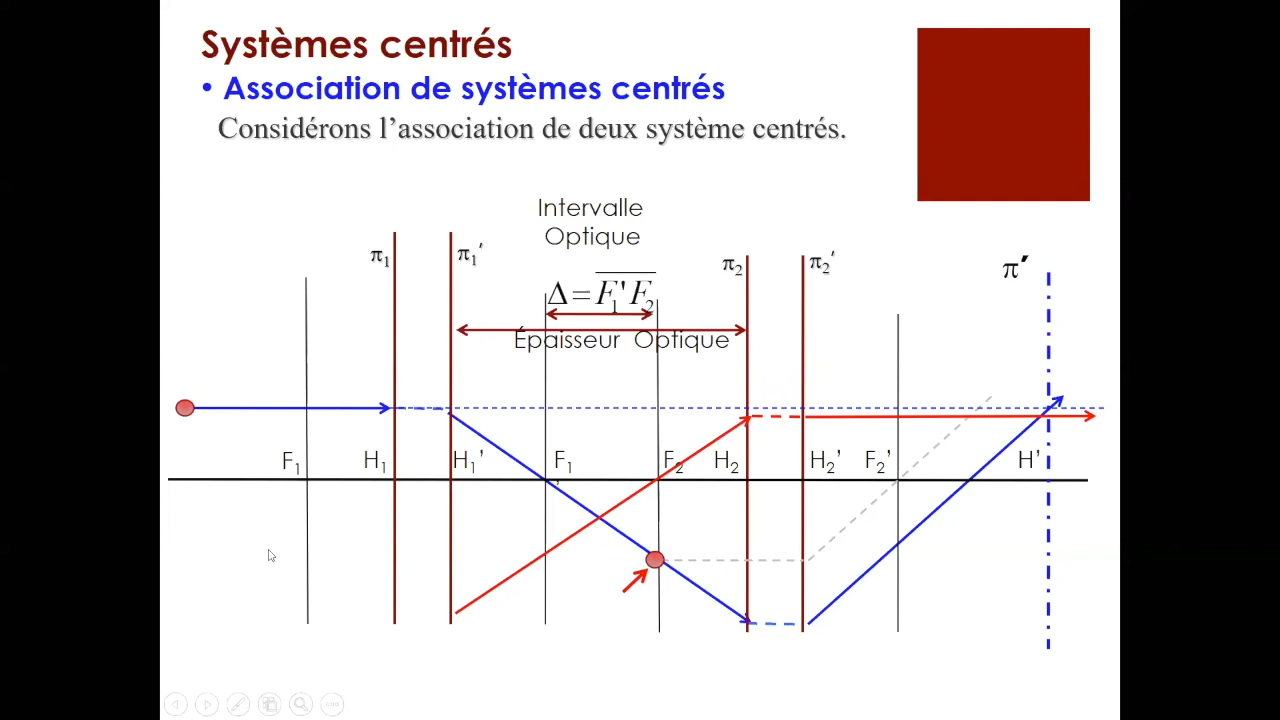 Systèmes centrés
• Association de systèmes centrés
Considérons l’association de deux système centrés.
Intervalle
Optique
π₁
π₁′
π₂
π₂′
π′
Δ = F₁'F₂
Épaisseur Optique
F₁
H₁
H₁’
F₁
’
F₂
H₂
H₂’
F₂’
H’